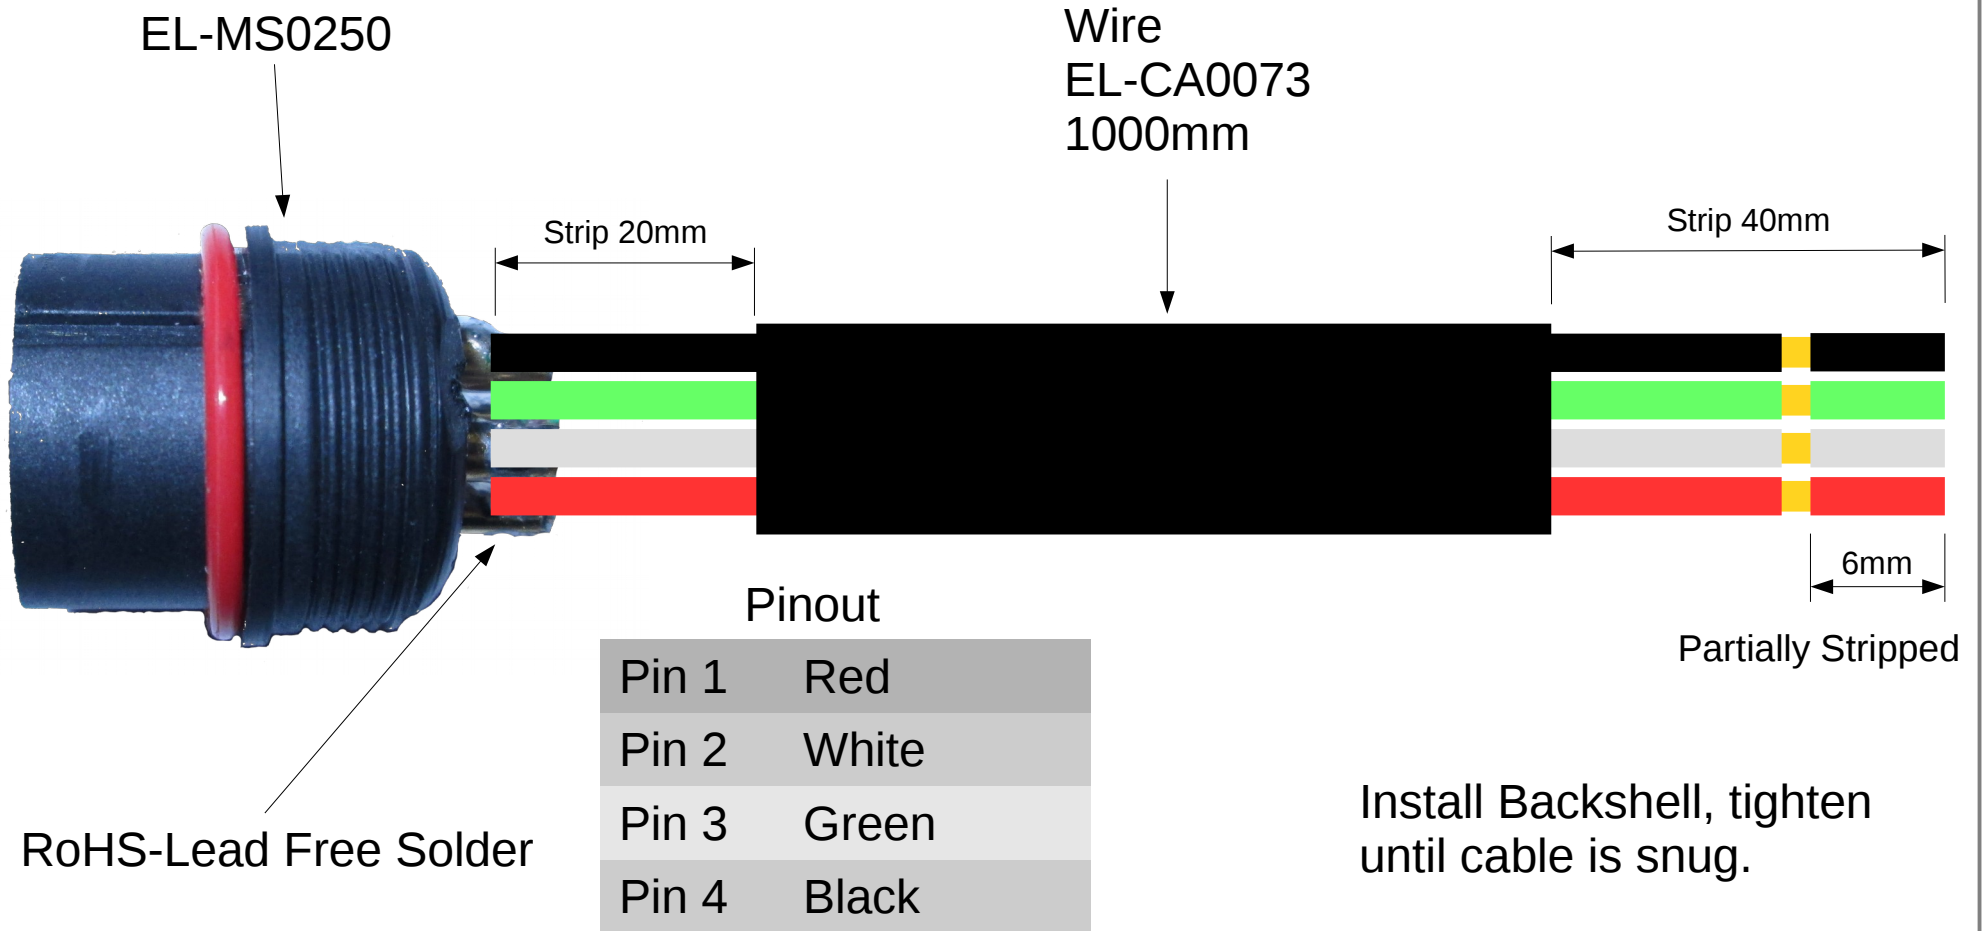 EL-MS0250
Wire
EL-CA0073
1000mm
Strip 20mm
Strip 40mm
6mm
Partially Stripped
Pinout
Pin 1 Red
Pin 2 White
Pin 3 Green
Pin 4 Black
RoHS-Lead Free Solder
Install Backshell, tighten
until cable is snug.